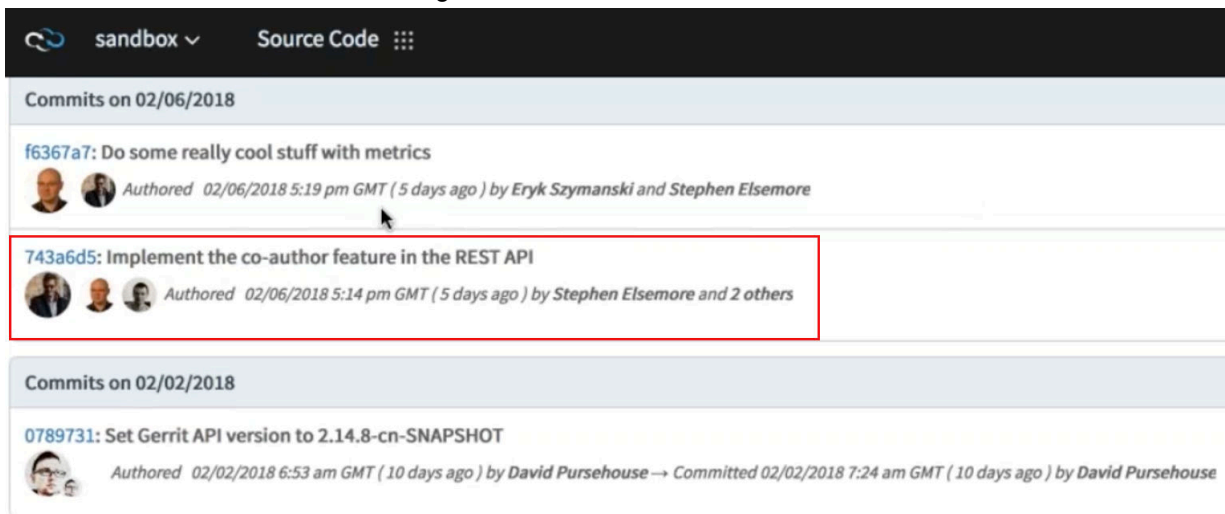 sandbox Source Code
Commits on 02/06/2018
f6367a7: Do some really cool stuff with metrics
Authored 02/06/2018 5:19 pm GMT ( 5 days ago ) by Eryk Szymanski and Stephen Elsemore
743a6d5: Implement the co-author feature in the REST API
Authored 02/06/2018 5:14 pm GMT ( 5 days ago ) by Stephen Elsemore and 2 others
Commits on 02/02/2018
0789731: Set Gerrit API version to 2.14.8-cn-SNAPSHOT
Authored 02/02/2018 6:53 am GMT ( 10 days ago ) by David Pursehouse → Committed 02/02/2018 7:24 am GMT ( 10 days ago ) by David Pursehouse